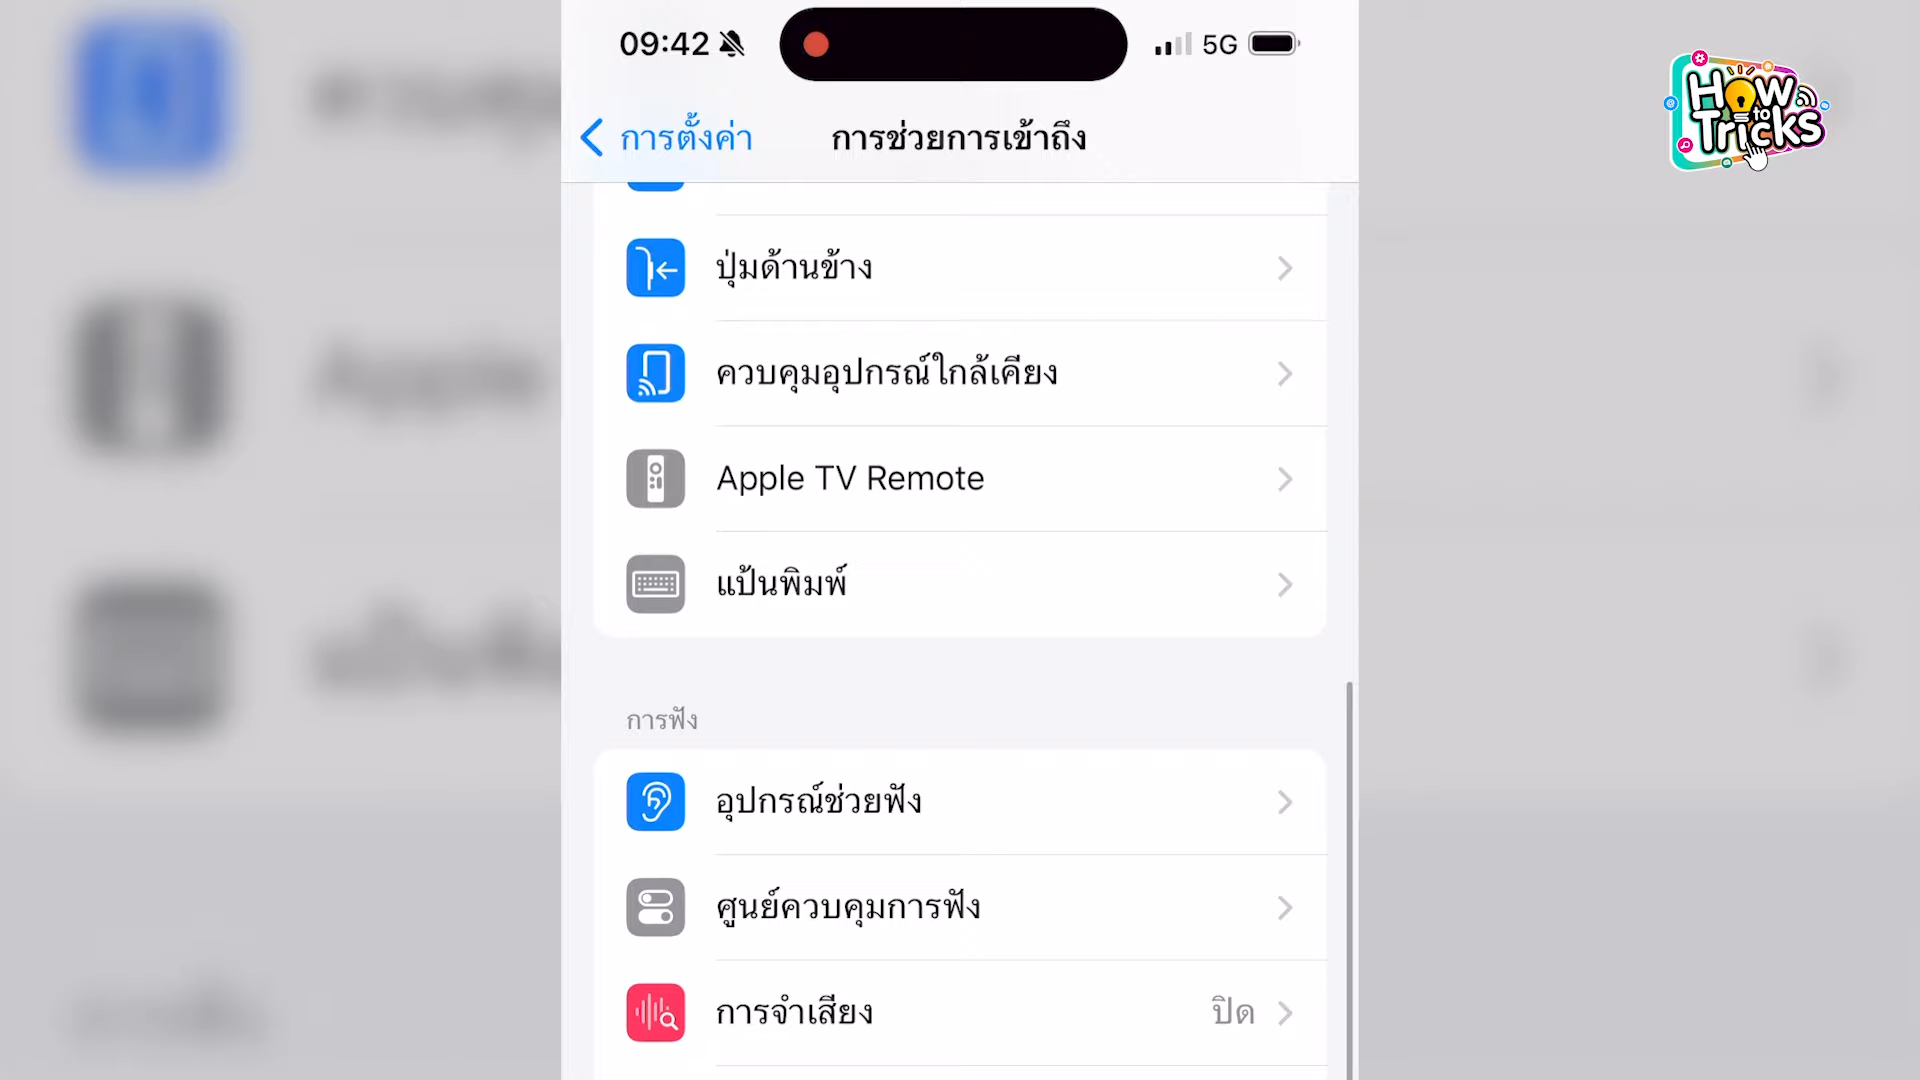 09:42
5G
How
to
Tricks
การตั้งค่า
การช่วยการเข้าถึง
ปุ่มด้านข้าง
ควบคุมอุปกรณ์ใกล้เคียง
Apple TV Remote
แป้นพิมพ์
การฟัง
อุปกรณ์ช่วยฟัง
ศูนย์ควบคุมการฟัง
การจำเสียง
ปิด